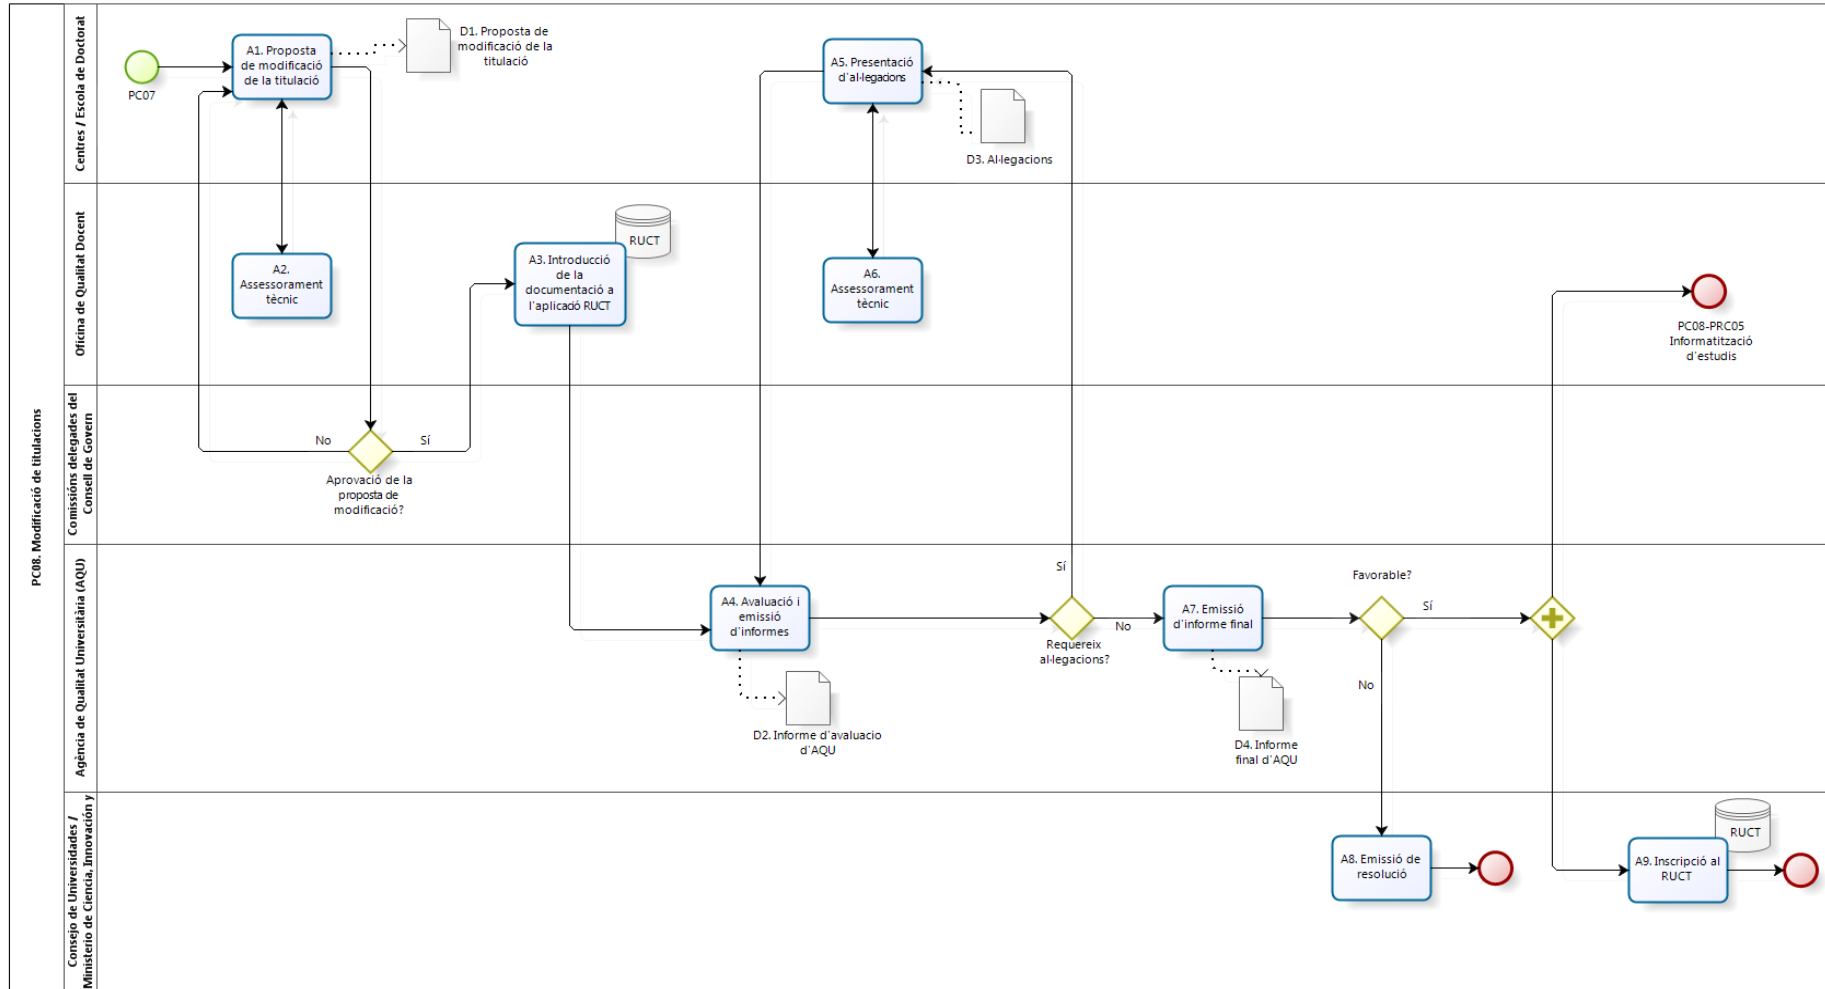 PC08. Modificació de titulacions
Centres / Escola de Doctorat
PC07
A1. Proposta
de modificació
de la titulació
D1. Proposta de
modificació de la
titulació
A5. Presentació
d'al·legacions
D3. Al·legacions
Oficina de Qualitat Docent
A2.
Assessorament
tècnic
A3. Introducció
de la
documentació a
l'aplicació RUCT
RUCT
A6.
Assessorament
tècnic
PC08-PRC05
Informatització
d'estudis
Comissións delegades del
Consell de Govern
No
Sí
Aprovació de la
proposta de
modificació?
Agència de Qualitat Universitària (AQU)
A4. Avaluació i
emissió
d'informes
D2. Informe d'avaluacio
d'AQU
Sí
No
Requereix
al·legacions?
A7. Emissió
d'informe final
D4. Informe
final d'AQU
Favorable?
Sí
No
Consejo de Universidades /
Ministerio de Ciencia, Innovación y
A8. Emissió de
resolució
A9. Inscripció al
RUCT
RUCT